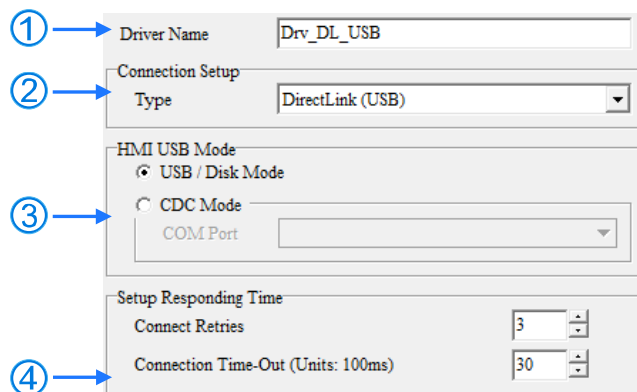 ① Driver Name Drv_DL_USB
Connection Setup
② Type DirectLink (USB)
HMI USB Mode
USB / Disk Mode
CDC Mode
③ COM Port
Setup Responding Time
Connect Retries 3
Connection Time-Out (Units: 100ms) 30
④